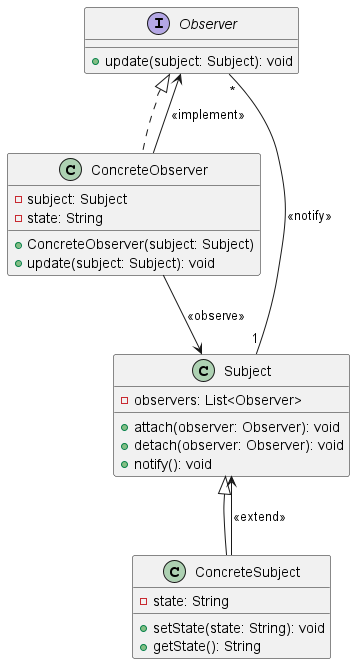 I Observer
update(subject: Subject): void
*
«implement»
C ConcreteObserver
subject: Subject
state: String
ConcreteObserver(subject: Subject)
update(subject: Subject): void
«notify»
«observe»
1
C Subject
observers: List<Observer>
attach(observer: Observer): void
detach(observer: Observer): void
notify(): void
«extend»
C ConcreteSubject
state: String
setState(state: String): void
getState(): String